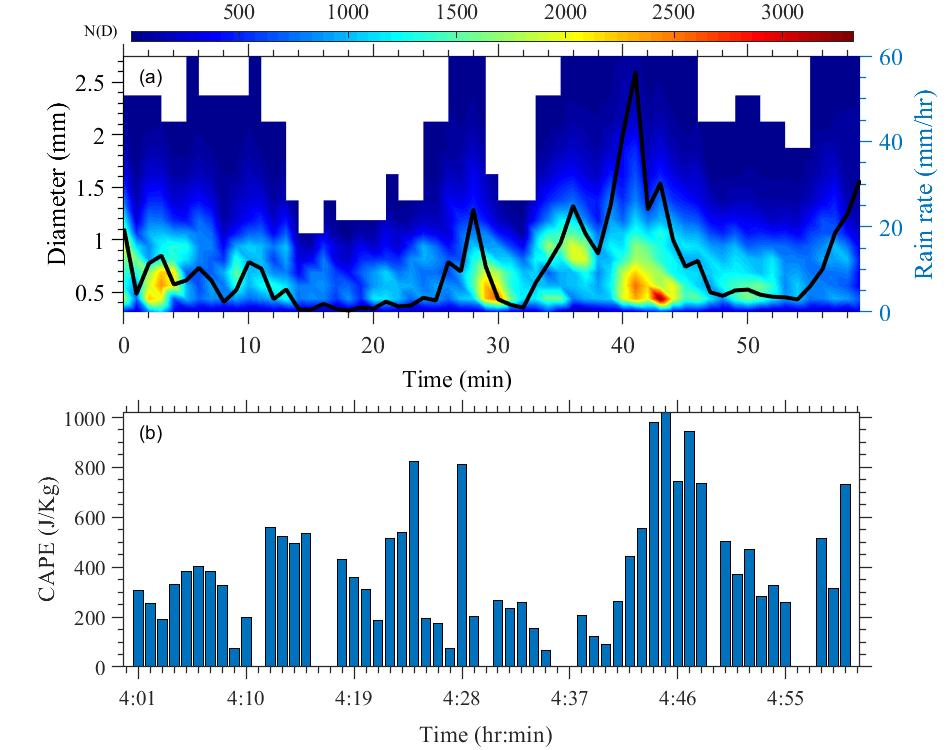 500 1000 1500 2000 2500 3000
N(D)
(a)
2.5
2
1.5
1
0.5
Diameter (mm)
60
40
20
0
Rain rate (mm/hr)
0 10 20 30 40 50
Time (min)
(b)
1000
800
600
400
200
0
CAPE (J/Kg)
4:01 4:10 4:19 4:28 4:37 4:46 4:55
Time (hr:min)